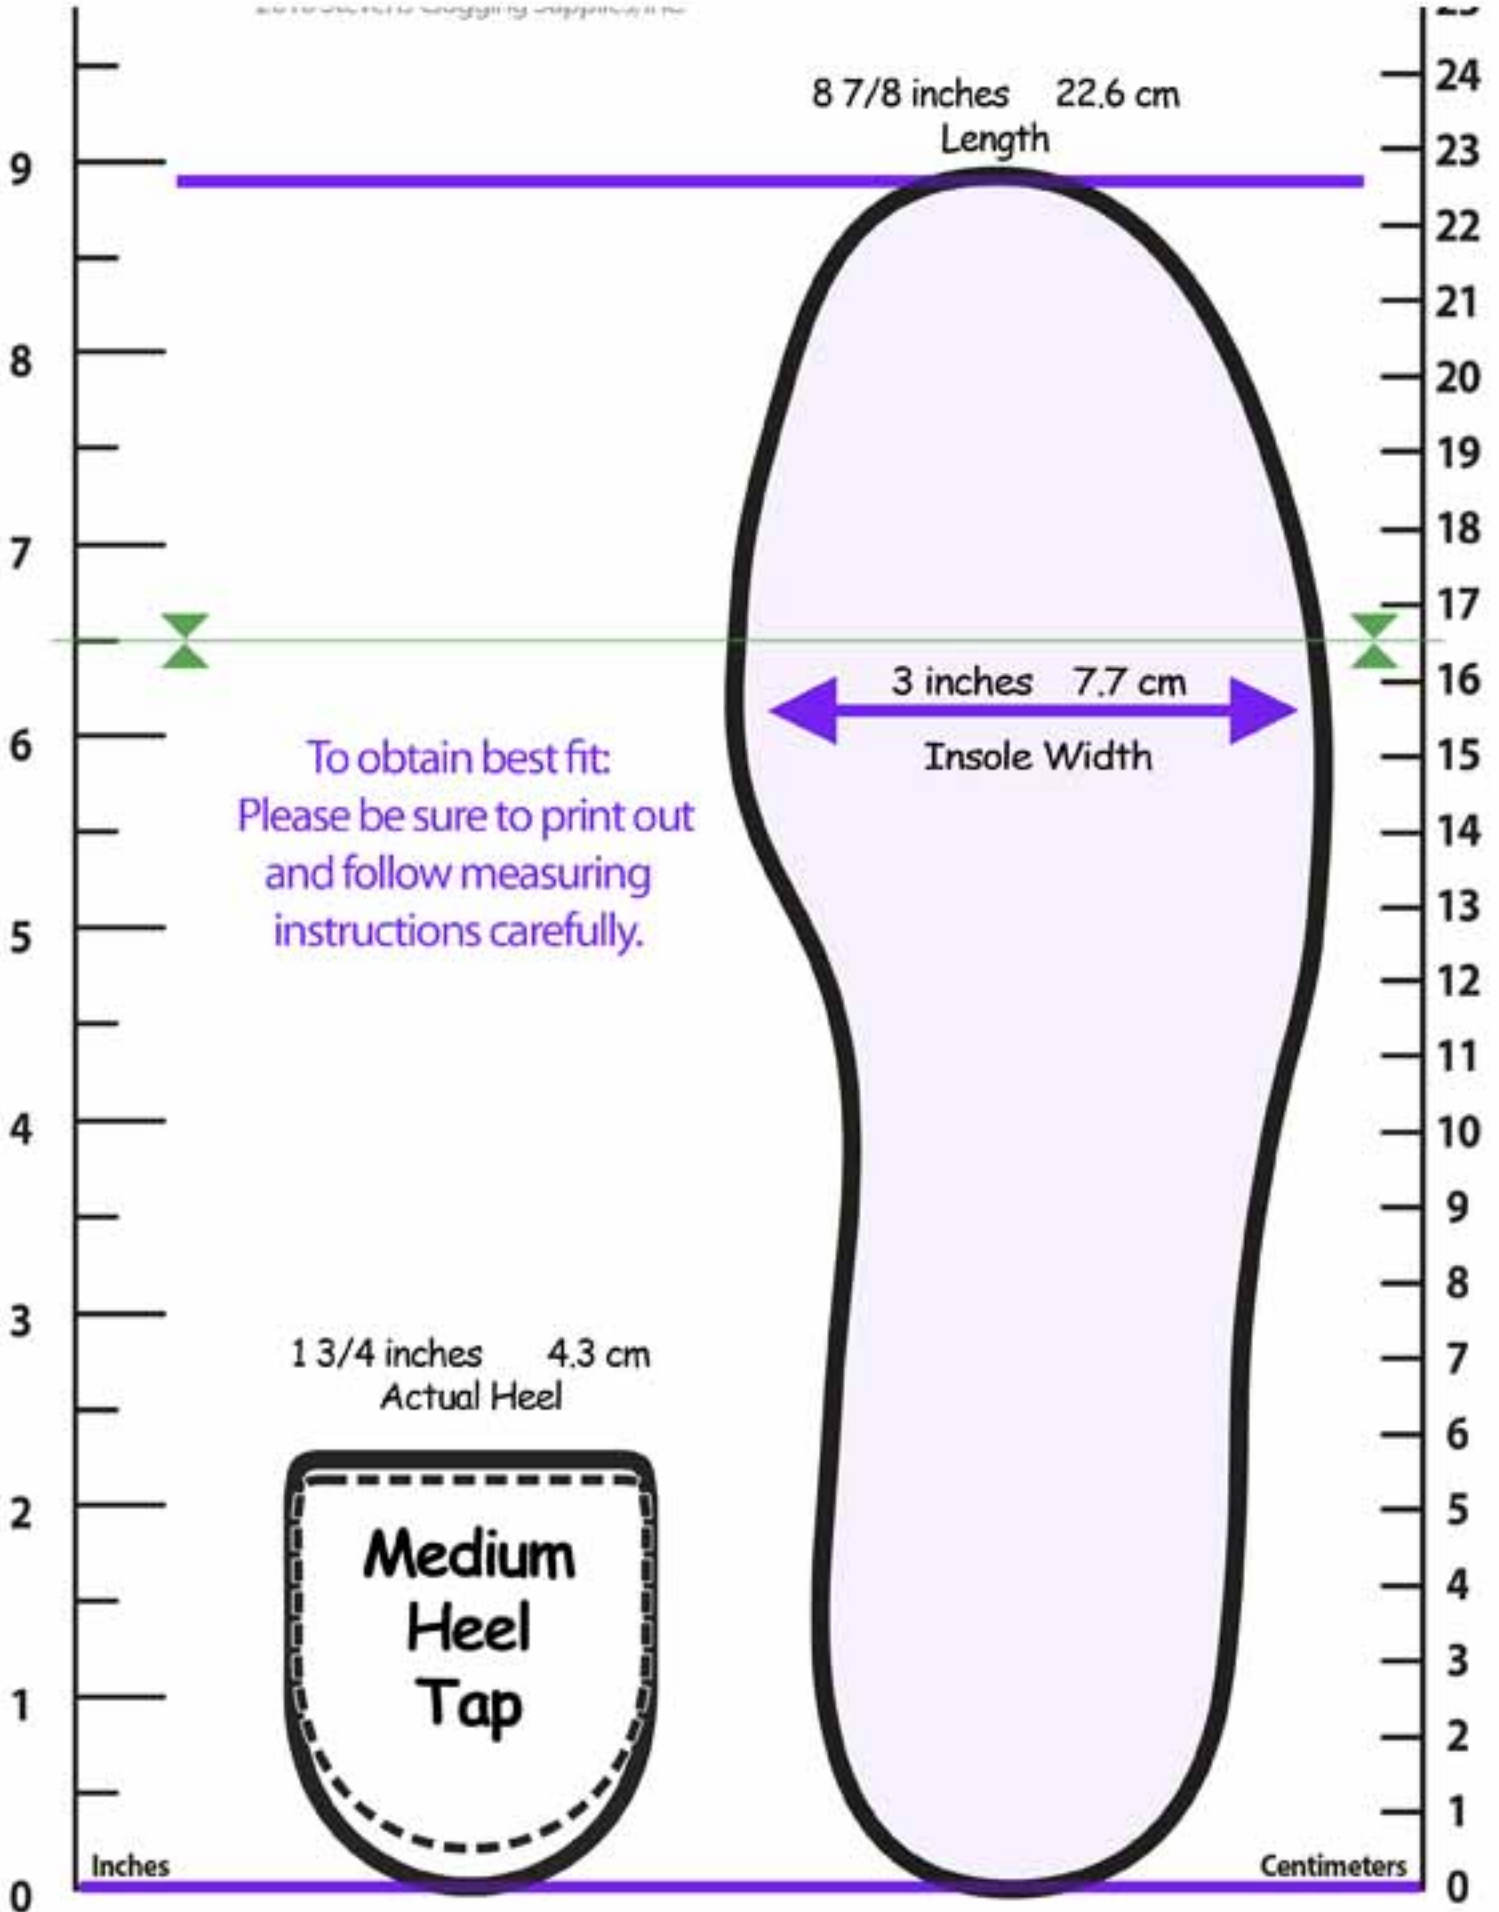 8 7/8 inches 22.6 cm
Length
3 inches 7.7 cm
Insole Width
To obtain best fit:
Please be sure to print out
and follow measuring
instructions carefully.
1 3/4 inches 4.3 cm
Actual Heel
Medium
Heel
Tap
Inches
Centimeters
9
8
7
6
5
4
3
2
1
0
24
23
22
21
20
19
18
17
16
15
14
13
12
11
10
9
8
7
6
5
4
3
2
1
0